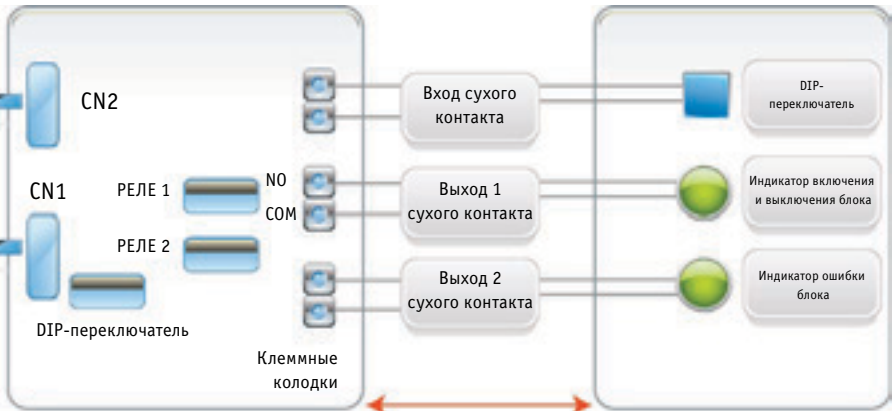 CN2
CN1
РЕЛЕ 1
NO
COM
РЕЛЕ 2
DIP-переключатель
Клеммные
колодки
Вход сухого
контакта
Выход 1
сухого контакта
Выход 2
сухого контакта
DIP-
переключатель
Индикатор включения
и выключения блока
Индикатор ошибки
блока